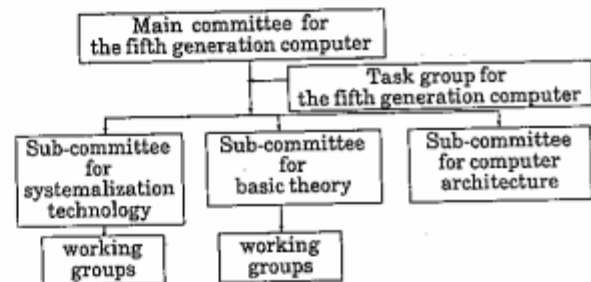 Main committee for
the fifth generation computer
Task group for
the fifth generation computer
Sub-committee
for
systemalization
technology
Sub-committee
for
basic theory
Sub-committee
for computer
architecture
working
groups
working
groups